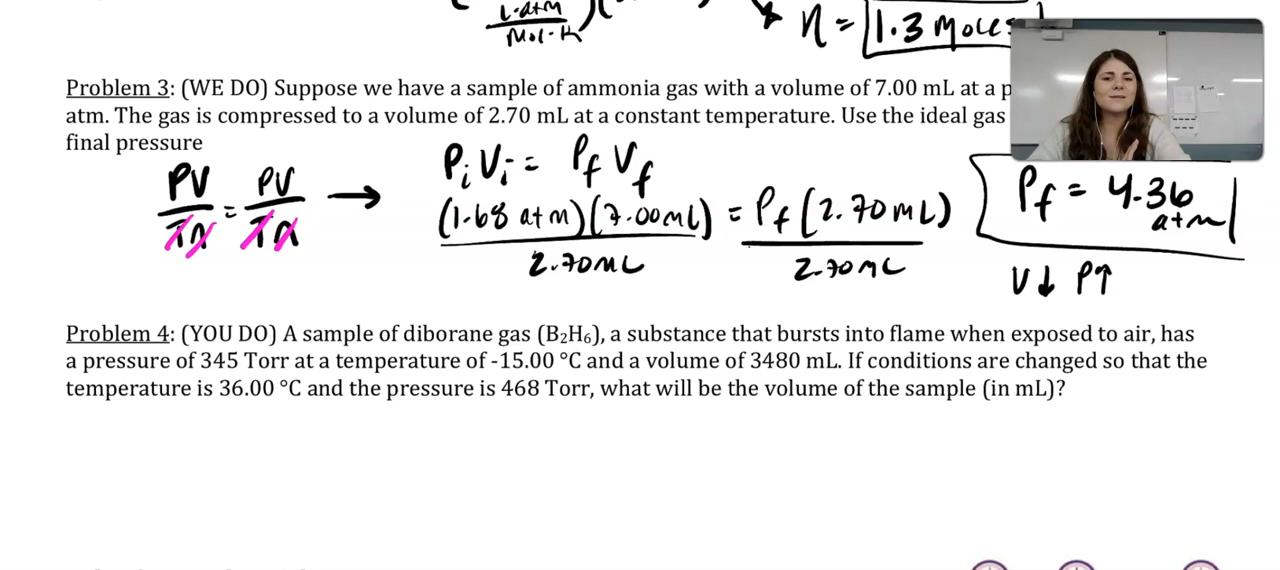 L·atm
mol·K
n = 1.3 moles
Problem 3: (WE DO) Suppose we have a sample of ammonia gas with a volume of 7.00 mL at a p
atm. The gas is compressed to a volume of 2.70 mL at a constant temperature. Use the ideal gas
final pressure
PV/Tn = PV/Tn → PiVi = PfVf
(1.68 atm)(7.00mL) = Pf(2.70mL)
2.70mL 2.70mL
Pf = 4.36
atm
V↓ P↑
Problem 4: (YOU DO) A sample of diborane gas (B₂H₆), a substance that bursts into flame when exposed to air, has
a pressure of 345 Torr at a temperature of -15.00 °C and a volume of 3480 mL. If conditions are changed so that the
temperature is 36.00 °C and the pressure is 468 Torr, what will be the volume of the sample (in mL)?